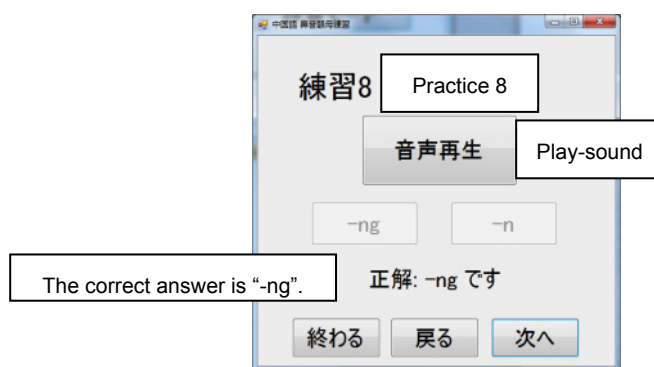 中国語 鼻音韻母練習
練習8
Practice 8
音声再生
Play-sound
-ng
-n
The correct answer is “-ng”.
正解: -ng です
終わる
戻る
次へ